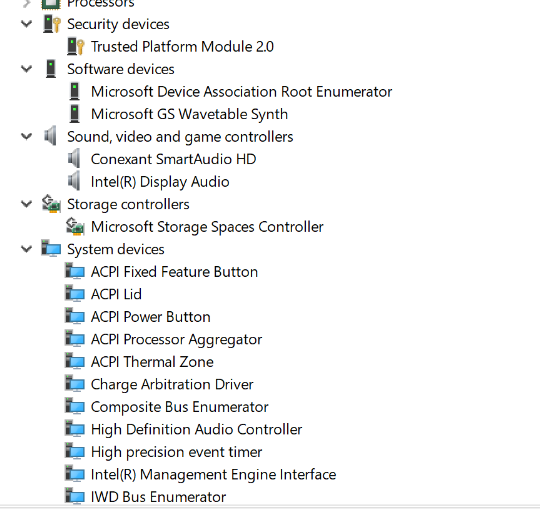 Processors
Security devices
Trusted Platform Module 2.0
Software devices
Microsoft Device Association Root Enumerator
Microsoft GS Wavetable Synth
Sound, video and game controllers
Conexant SmartAudio HD
Intel(R) Display Audio
Storage controllers
Microsoft Storage Spaces Controller
System devices
ACPI Fixed Feature Button
ACPI Lid
ACPI Power Button
ACPI Processor Aggregator
ACPI Thermal Zone
Charge Arbitration Driver
Composite Bus Enumerator
High Definition Audio Controller
High precision event timer
Intel(R) Management Engine Interface
IWD Bus Enumerator